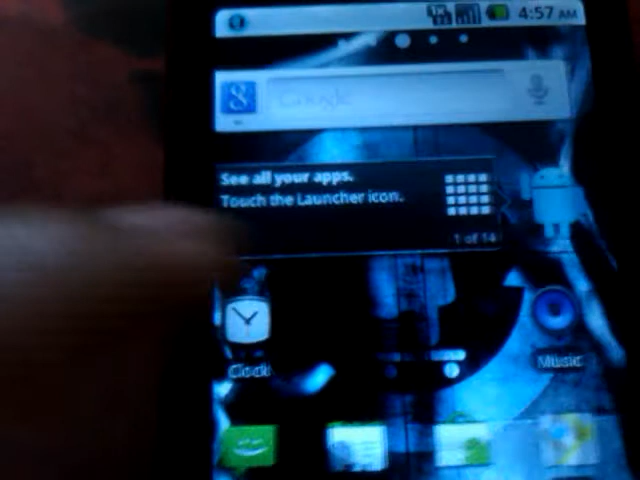 4:57 AM
Google
See all your apps.
Touch the Launcher icon.
1 of 14
Clock
Music